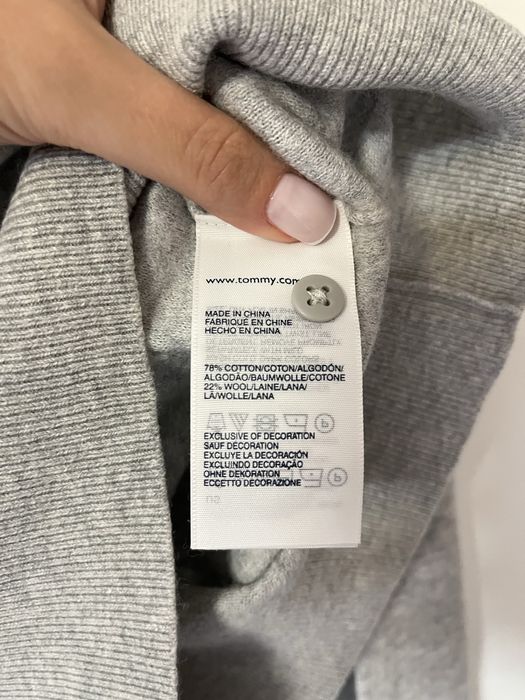 www.tommy.com
MADE IN CHINA
FABRIQUÉ EN CHINE
HECHO EN CHINA
78% COTTON/COTON/ALGODÓN/
ALGODÃO/BAUMWOLLE/COTONE
22% WOOL/LAINE/LANA/
LÃ/WOLLE/LANA
EXCLUSIVE OF DECORATION
SAUF DÉCORATION
EXCLUYE LA DECORACIÓN
EXCLUINDO DECORAÇÃO
OHNE DEKORATION
ECCETTO DECORAZIONE